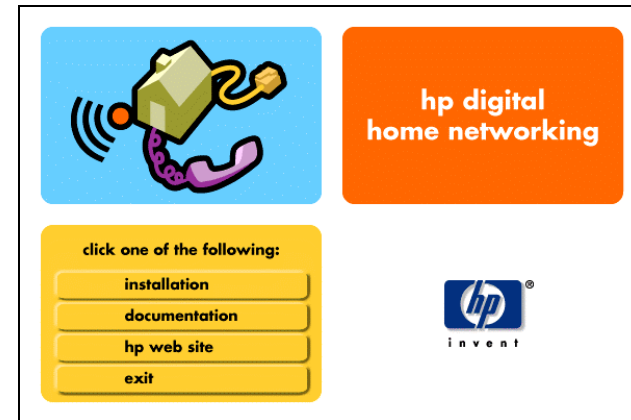 hp digital
home networking
click one of the following:
installation
documentation
hp web site
exit
hp®
invent